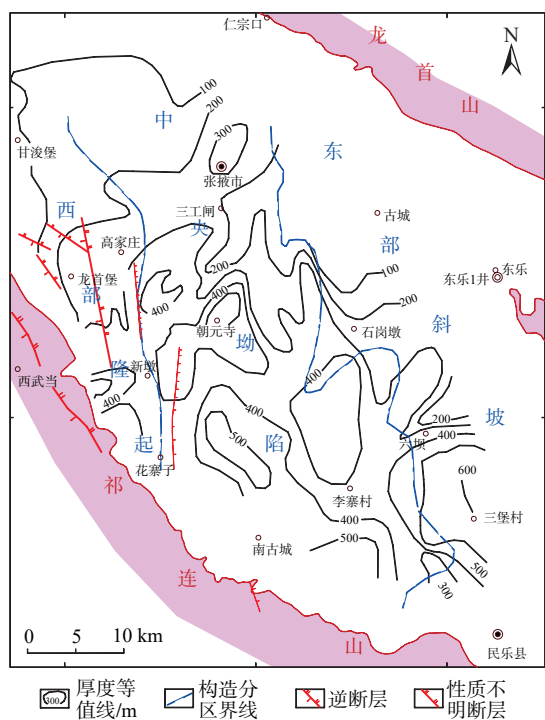 仁宗口
龙
首
山
N
100
200
300
中
东
甘浚堡
张掖市
西
三工闸
央
古城
部
高家庄
200
100
东乐
东乐1井
龙首堡
部
400
400
200
朝元寺
石岗墩
斜
坳
西武当
隆
新墩
400
400
400
200
坡
400
六坝
起
500
陷
600
花寨子
祁
李寨村
400
三堡村
南古城
500
500
300
连
0 5 10 km
山
民乐县
300
厚度等
值线/m
构造分
区界线
逆断层
性质不
明断层